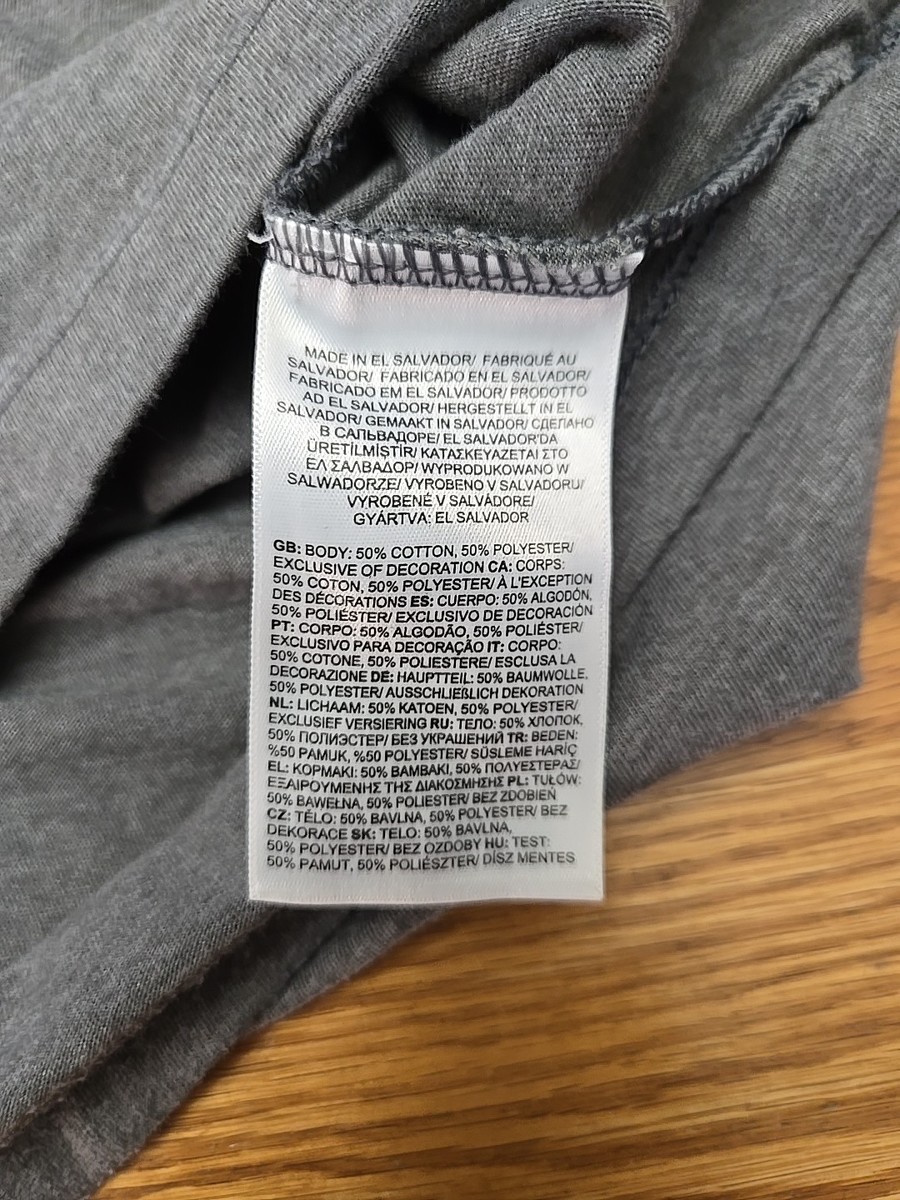 MADE IN EL SALVADOR/ FABRIQUÉ AU
SALVADOR/ FABRICADO EN EL SALVADOR/
FABRICADO EM EL SALVADOR/ PRODOTTO
AD EL SALVADOR/ HERGESTELLT IN EL
SALVADOR/ GEMAAKT IN SALVADOR/ СДЕЛАНО
В САЛЬВАДОРЕ/ EL SALVADOR'DA
ÜRETİLMİŞTİR/ ΚΑΤΑΣΚΕΥΑΖΕΤΑΙ ΣΤΟ
ΕΛ ΣΑΛΒΑΔΟΡ/ WYPRODUKOWANO W
SALWADORZE/ VYROBENO V SALVADORU/
VYROBENÉ V SALVÁDORE/
GYÁRTVA: EL SALVADOR
GB: BODY: 50% COTTON, 50% POLYESTER/
EXCLUSIVE OF DECORATION CA: CORPS:
50% COTON, 50% POLYESTER/ À L'EXCEPTION
DES DÉCORATIONS ES: CUERPO: 50% ALGODÓN,
50% POLIÉSTER/ EXCLUSIVO DE DECORACIÓN
PT: CORPO: 50% ALGODÃO, 50% POLIÉSTER/
EXCLUSIVO PARA DECORAÇÃO IT: CORPO:
50% COTONE, 50% POLIESTERE/ ESCLUSA LA
DECORAZIONE DE: HAUPTTEIL: 50% BAUMWOLLE,
50% POLYESTER/ AUSSCHLIEßLICH DEKORATION
NL: LICHAAM: 50% KATOEN, 50% POLYESTER/
EXCLUSIEF VERSIERING RU: ТЕЛО: 50% ХЛОПОК,
50% ПОЛИЭСТЕР/ БЕЗ УКРАШЕНИЙ TR: BEDEN:
%50 PAMUK, %50 POLYESTER/ SÜSLEME HARİÇ
EL: ΚΟΡΜΑΚΙ: 50% ΒΑΜΒΑΚΙ, 50% ΠΟΛΥΕΣΤΕΡΑΣ/
ΕΞΑΙΡΟΥΜΕΝΗΣ ΤΗΣ ΔΙΑΚΟΣΜΗΣΗΣ PL: TUŁÓW:
50% BAWEŁNA, 50% POLIESTER/ BEZ ZDOBIEŃ
CZ: TĚLO: 50% BAVLNA, 50% POLYESTER/ BEZ
DEKORACE SK: TELO: 50% BAVLNA,
50% POLYESTER/ BEZ OZDOBY HU: TEST:
50% PAMUT, 50% POLIÉSZTER/ DÍSZ MENTES